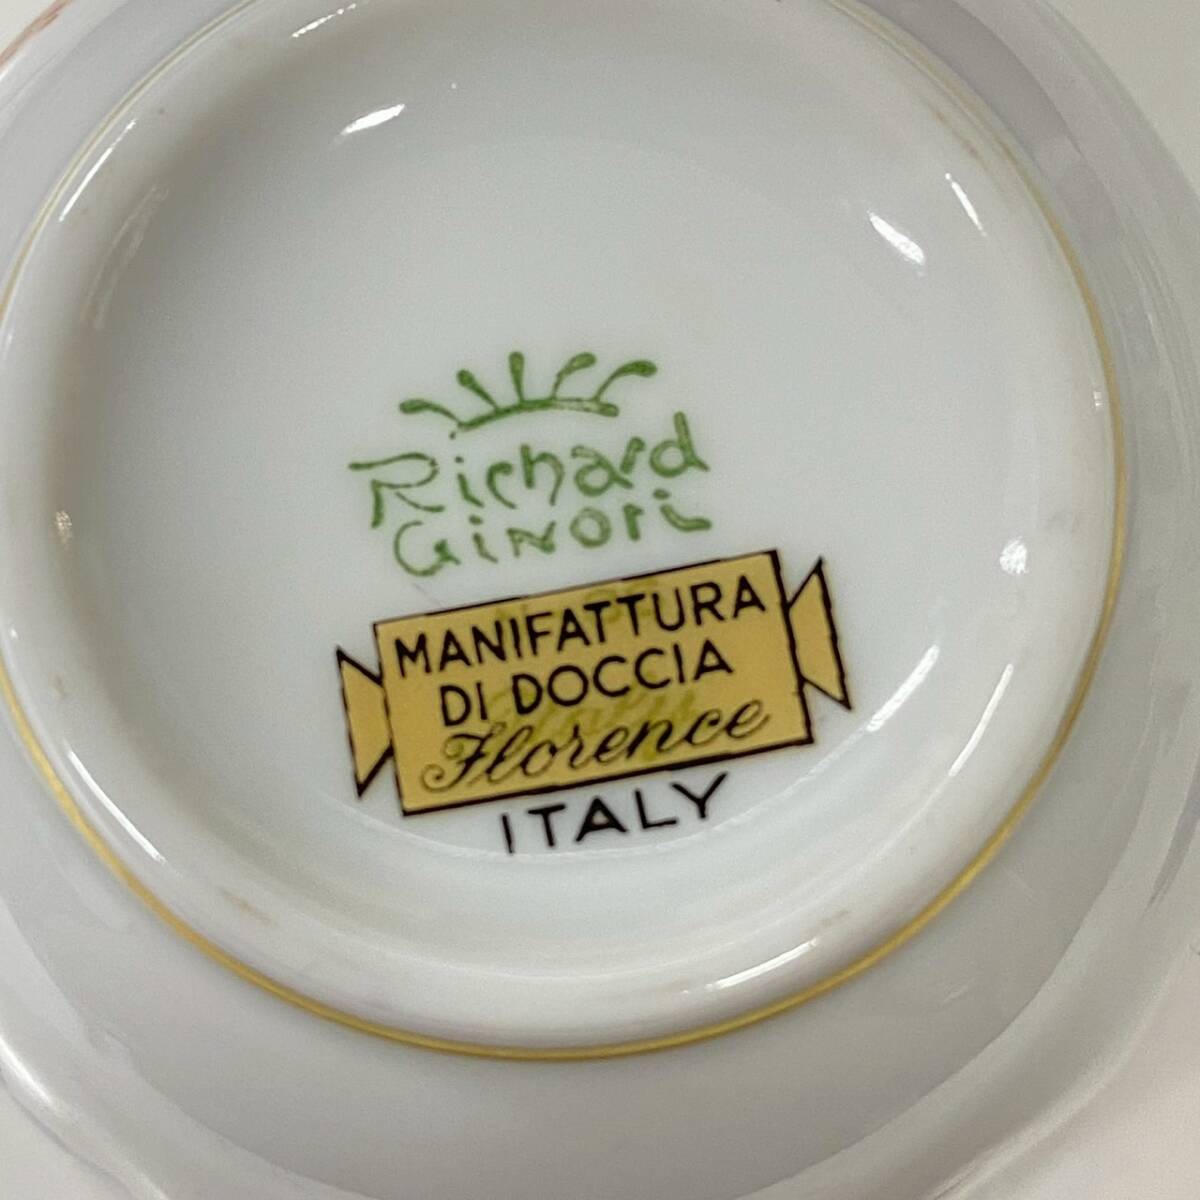 Richard
GiNORi
MANIFATTURA
DI DOCCIA
Florence
ITALY